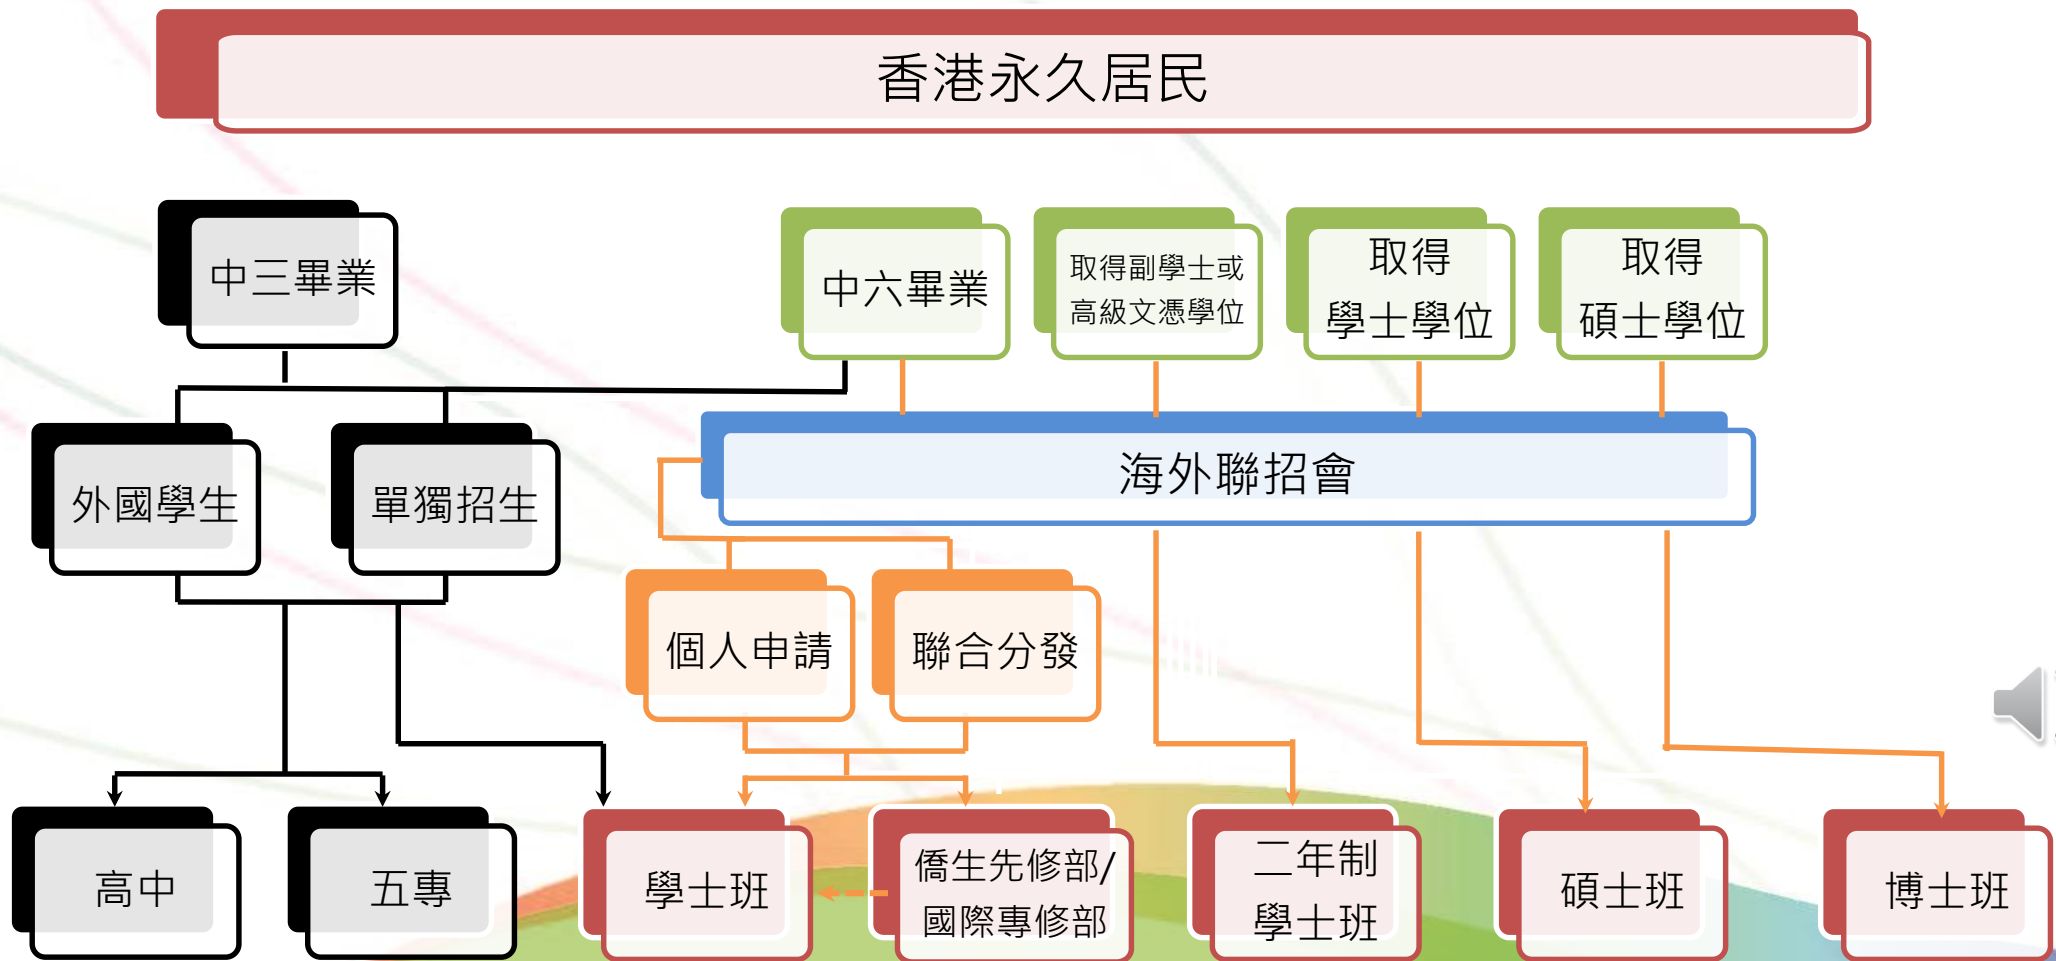 香港永久居民
中三畢業
中六畢業
取得副學士或
高級文憑學位
取得
學士學位
取得
碩士學位
海外聯招會
外國學生
單獨招生
個人申請
聯合分發
高中
五專
學士班
僑生先修部/
國際專修部
二年制
學士班
碩士班
博士班